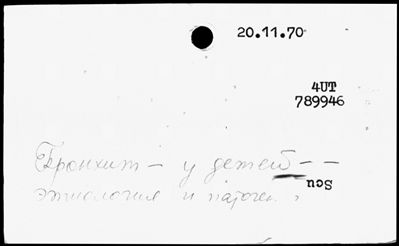 20.11.70
4UT
789946
Бронхит — у детей — —
этиология и патоген.